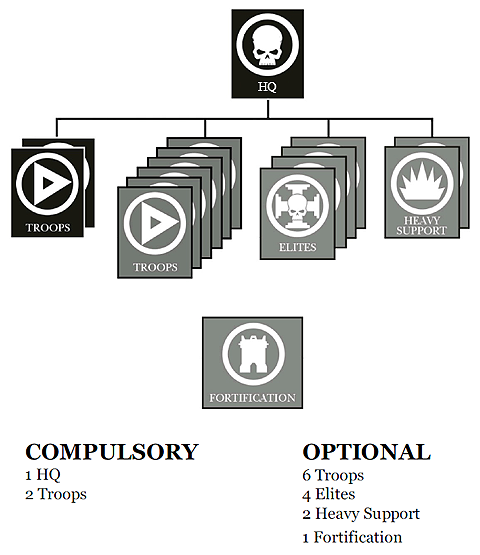 HQ
TROOPS
TROOPS
ELITES
HEAVY
SUPPORT
FORTIFICATION
COMPULSORY
1 HQ
2 Troops
OPTIONAL
6 Troops
4 Elites
2 Heavy Support
1 Fortification